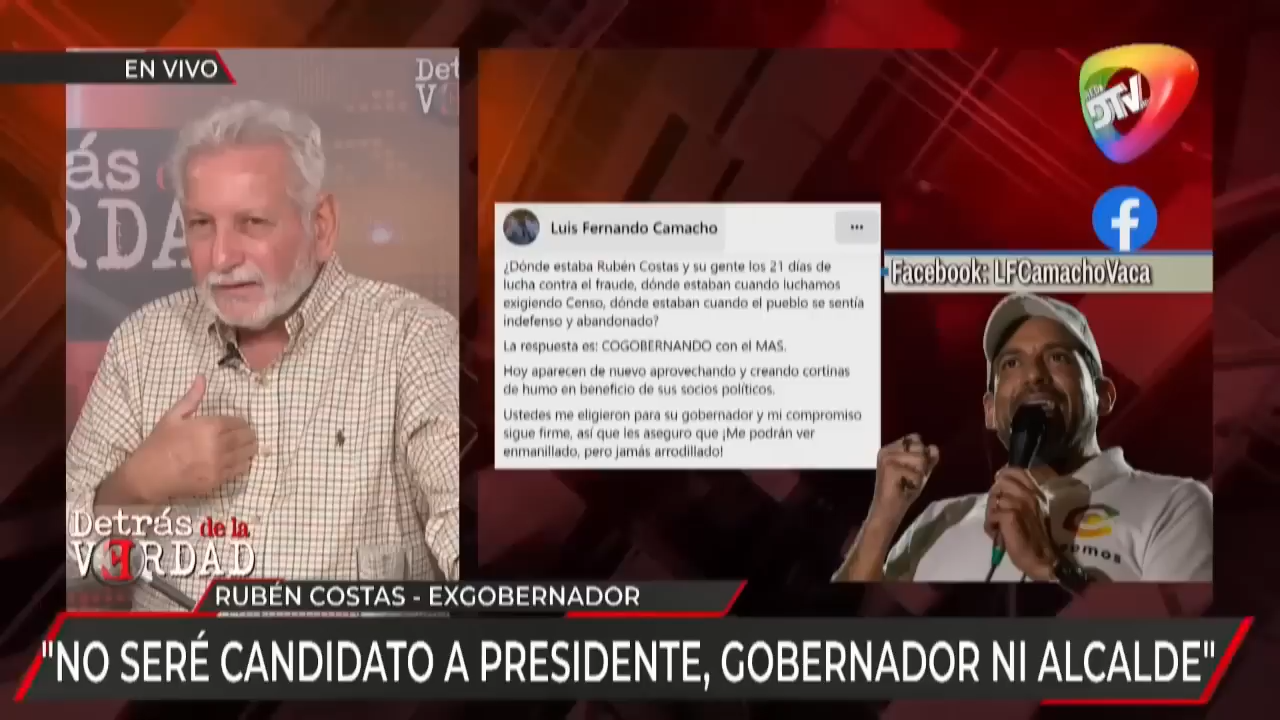 EN VIVO
Det
V
ás
RDA
DTV
Luis Fernando Camacho
¿Dónde estaba Rubén Costas y su gente los 21 días de
lucha contra el fraude, dónde estaban cuando luchamos
exigiendo Censo, dónde estaban cuando el pueblo se sentía
indefenso y abandonado?
La respuesta es: COGOBERNANDO con el MAS.
Hoy aparecen de nuevo aprovechando y creando cortinas
de humo en beneficio de sus socios políticos.
Ustedes me eligieron para su gobernador y mi compromiso
sigue firme, así que les aseguro que ¡Me podrán ver
enmanillado, pero jamás arrodillado!
Facebook: LFCamachoVaca
emos
Detrás de la
VERDAD
RUBÉN COSTAS - EXGOBERNADOR
"NO SERÉ CANDIDATO A PRESIDENTE, GOBERNADOR NI ALCALDE"